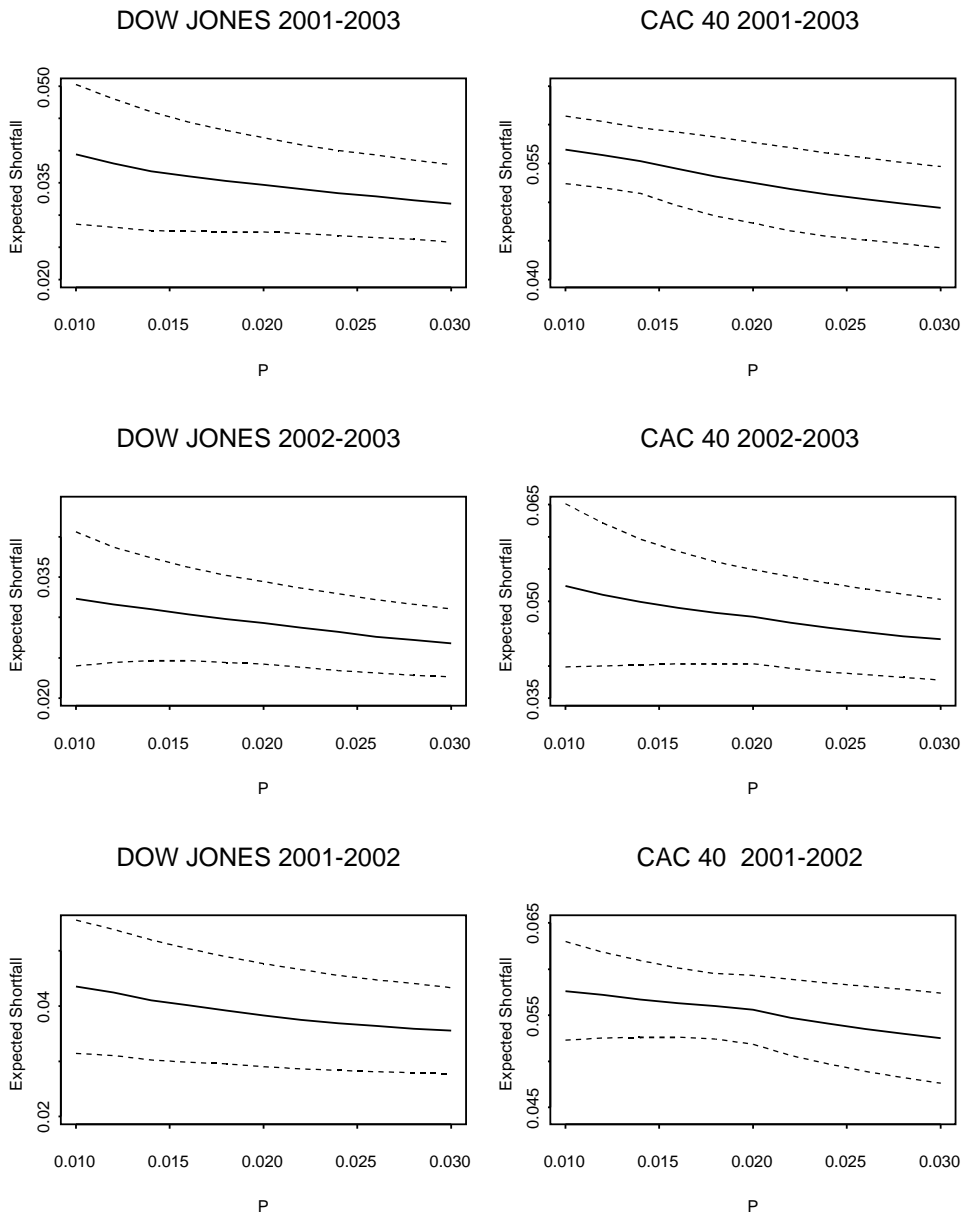 DOW JONES 2001-2003
Expected Shortfall
0.020 0.035 0.050
0.010 0.015 0.020 0.025 0.030
P
CAC 40 2001-2003
Expected Shortfall
0.040 0.055
0.010 0.015 0.020 0.025 0.030
P
DOW JONES 2002-2003
Expected Shortfall
0.020 0.035
0.010 0.015 0.020 0.025 0.030
P
CAC 40 2002-2003
Expected Shortfall
0.035 0.050 0.065
0.010 0.015 0.020 0.025 0.030
P
DOW JONES 2001-2002
Expected Shortfall
0.02 0.04
0.010 0.015 0.020 0.025 0.030
P
CAC 40 2001-2002
Expected Shortfall
0.045 0.055 0.065
0.010 0.015 0.020 0.025 0.030
P